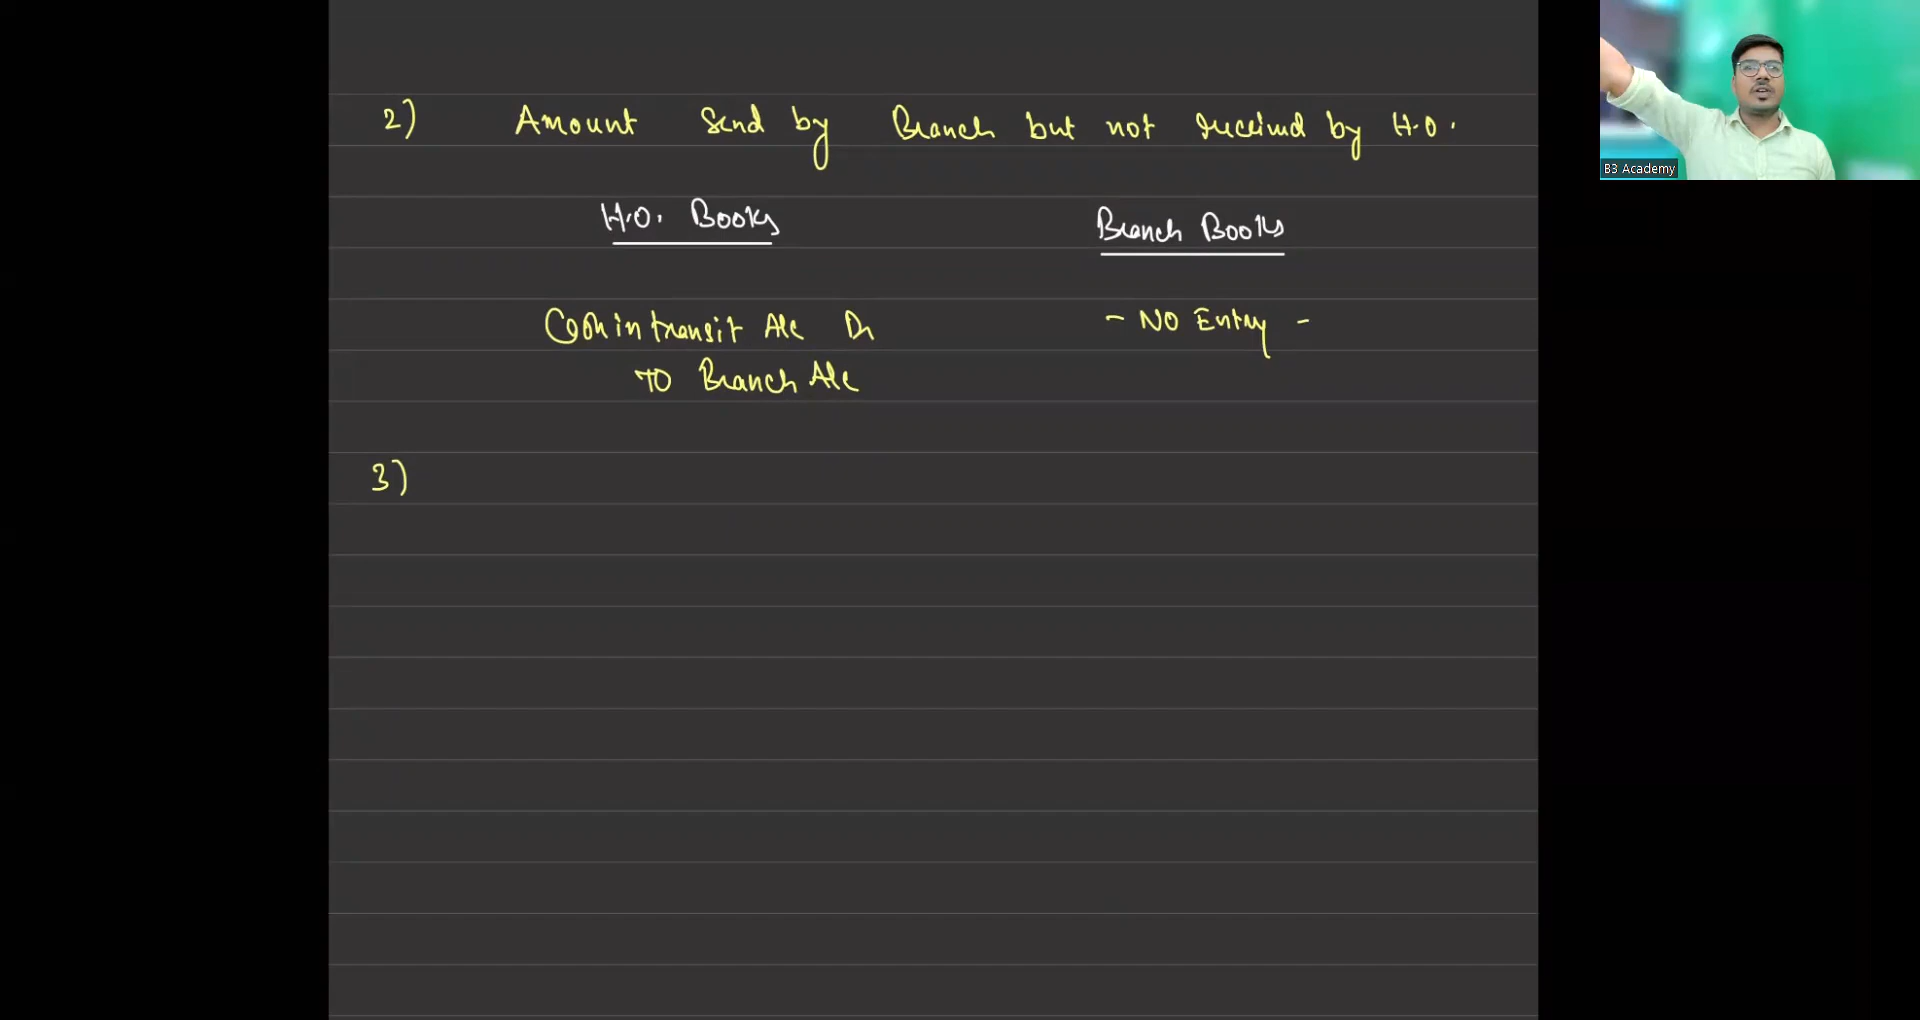 2) Amount Send by Branch but not received by H.O.
H.O. Books
Branch Books
Cash in transit A/c Dr
To Branch A/c
- No Entry -
3)
B3 Academy